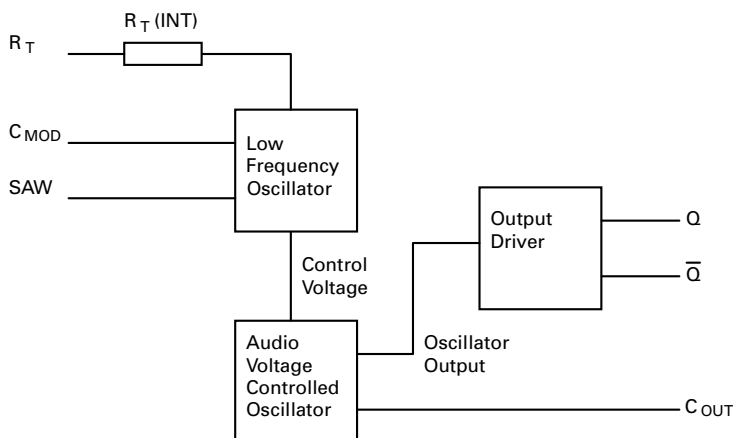 R T (INT)
R T
C MOD
SAW
Low
Frequency
Oscillator
Output
Driver
Q
Q̅
Control
Voltage
Audio
Voltage
Controlled
Oscillator
Oscillator
Output
C OUT